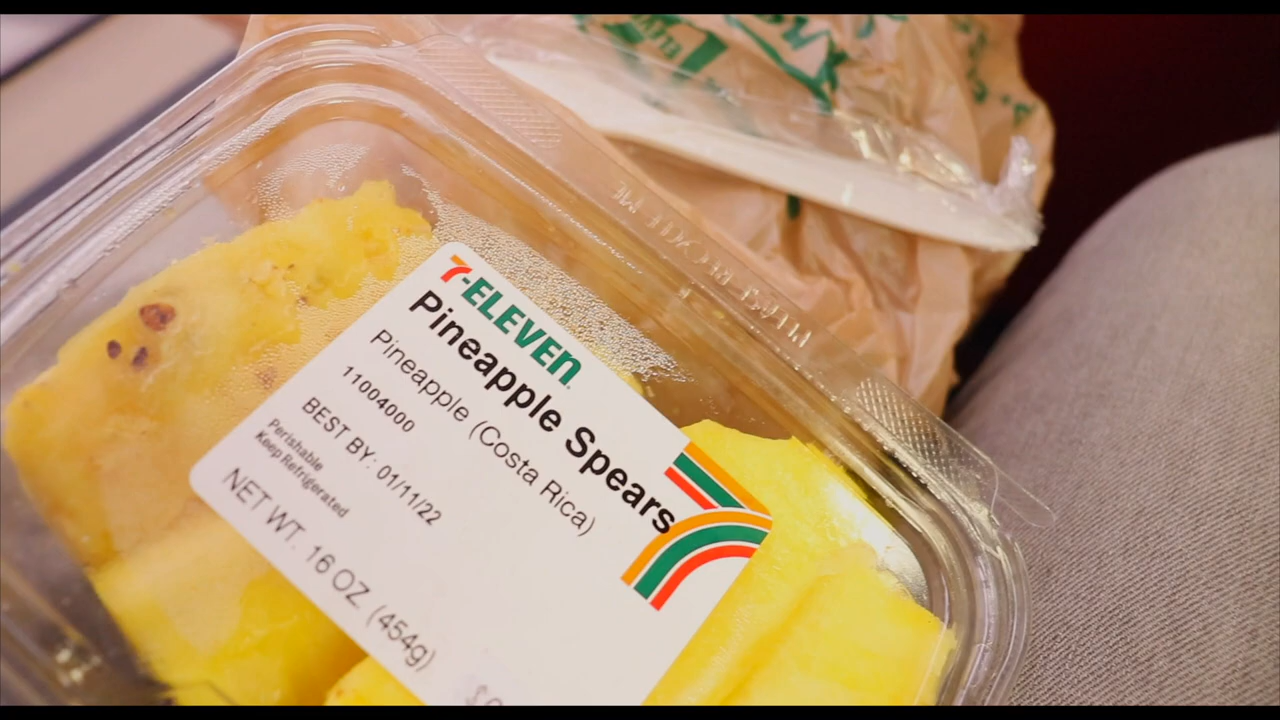 7-ELEVEN
Pineapple Spears
Pineapple (Costa Rica)
11004000
BEST BY: 01/11/22
Perishable
Keep Refrigerated
NET WT. 16 OZ. (454g)